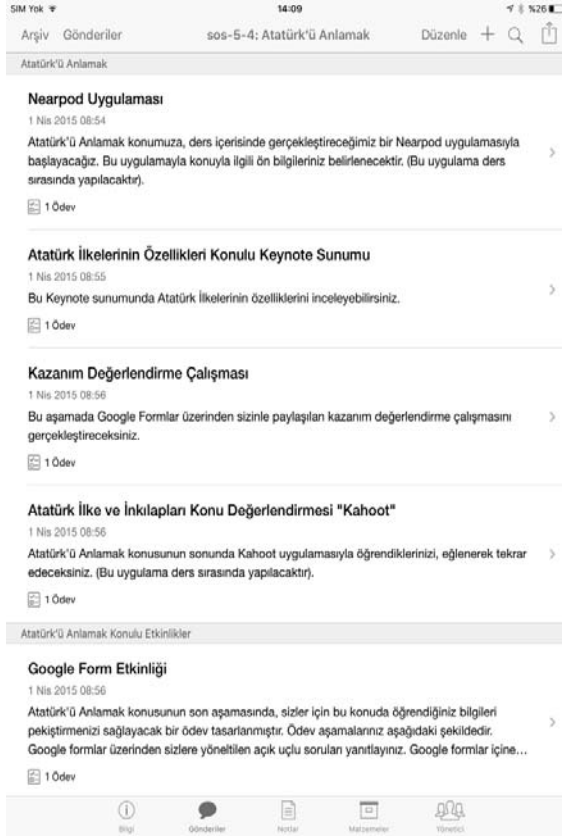 SIM Yok 14:09 %26
Arşiv Gönderiler sos-5-4: Atatürk'ü Anlamak Düzenle
Atatürk'ü Anlamak
Nearpod Uygulaması
1 Nis 2015 08:54
Atatürk'ü Anlamak konumuza, ders içerisinde gerçekleştireceğimiz bir Nearpod uygulamasıyla
başlayacağız. Bu uygulamayla konuyla ilgili ön bilgileriniz belirlenecektir. (Bu uygulama ders
sırasında yapılacaktır).
1 Ödev
Atatürk İlkelerinin Özellikleri Konulu Keynote Sunumu
1 Nis 2015 08:55
Bu Keynote sunumunda Atatürk İlkelerinin özelliklerini inceleyebilirsiniz.
1 Ödev
Kazanım Değerlendirme Çalışması
1 Nis 2015 08:56
Bu aşamada Google Formlar üzerinden sizinle paylaşılan kazanım değerlendirme çalışmasını
gerçekleştireceksiniz.
1 Ödev
Atatürk İlke ve İnkılapları Konu Değerlendirmesi "Kahoot"
1 Nis 2015 08:56
Atatürk'ü Anlamak konusunun sonunda Kahoot uygulamasıyla öğrendiklerinizi, eğlenerek tekrar
edeceksiniz. (Bu uygulama ders sırasında yapılacaktır).
1 Ödev
Atatürk'ü Anlamak Konulu Etkinlikler
Google Form Etkinliği
1 Nis 2015 08:56
Atatürk'ü Anlamak konusunun son aşamasında, sizler için bu konuda öğrendiğiniz bilgileri
pekiştirmenizi sağlayacak bir ödev tasarlanmıştır. Ödev aşamalarınız aşağıdaki şekildedir.
Google formlar üzerinden sizlere yöneltilen açık uçlu soruları yanıtlayınız. Google formlar içine...
1 Ödev
Bilgi Gönderiler Notlar Malzemeler Yönetici